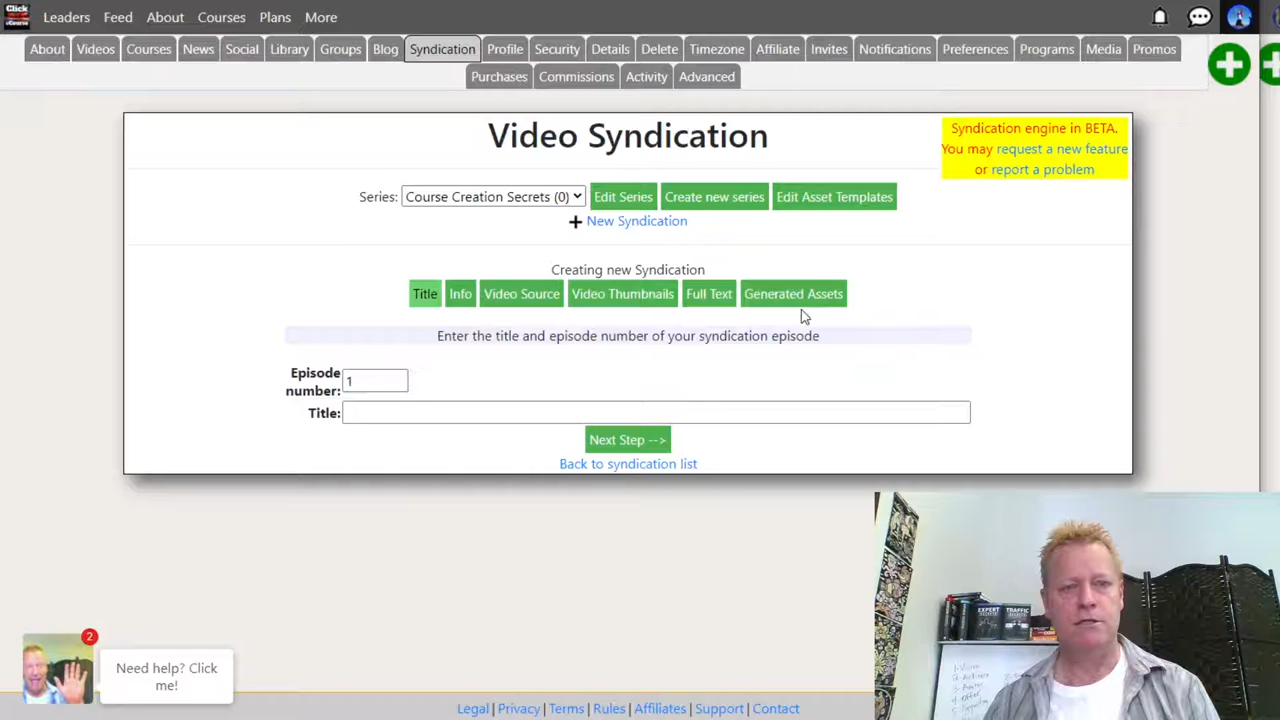 Click
eCourse
Leaders
Feed
About
Courses
Plans
More
About
Videos
Courses
News
Social
Library
Groups
Blog
Syndication
Profile
Security
Details
Delete
Timezone
Affiliate
Invites
Notifications
Preferences
Programs
Media
Promos
Purchases
Commissions
Activity
Advanced
Video Syndication
Syndication engine in BETA.
You may request a new feature
or report a problem
Series: Course Creation Secrets (0) Edit Series Create new series Edit Asset Templates
New Syndication
Creating new Syndication
Title Info Video Source Video Thumbnails Full Text Generated Assets
Enter the title and episode number of your syndication episode
Episode
number: 1
Title:
Next Step -->
Back to syndication list
EXPERT
TRAFFIC
2
Need help? Click
me!
Legal | Privacy | Terms | Rules | Affiliates | Support | Contact